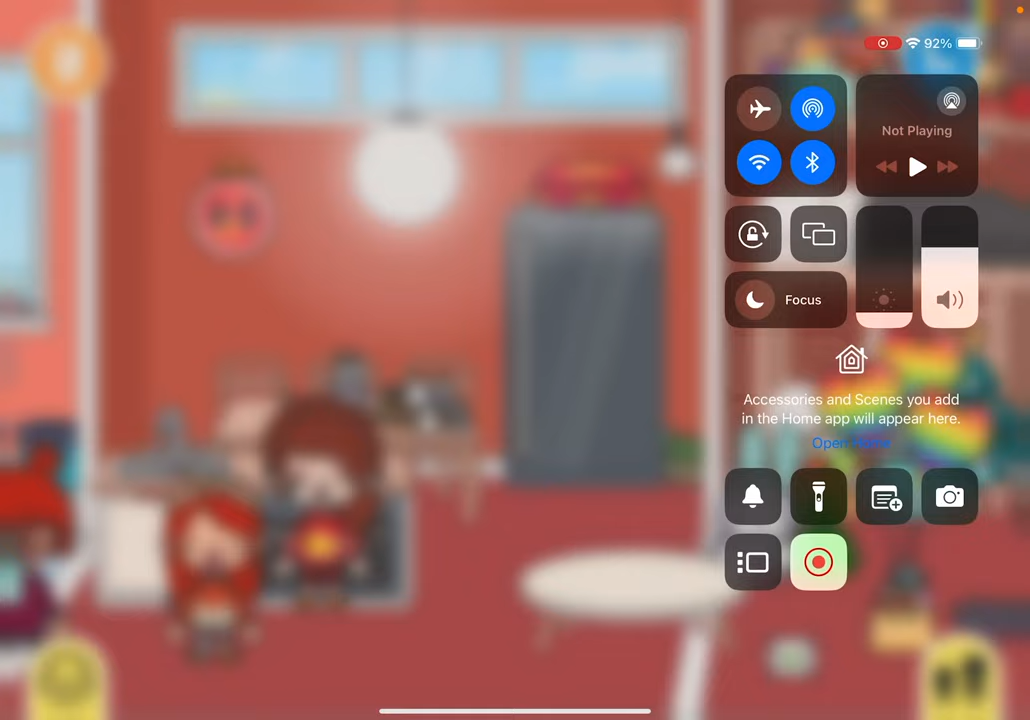 92%
Not Playing
Focus
Accessories and Scenes you add
in the Home app will appear here.
Open Home